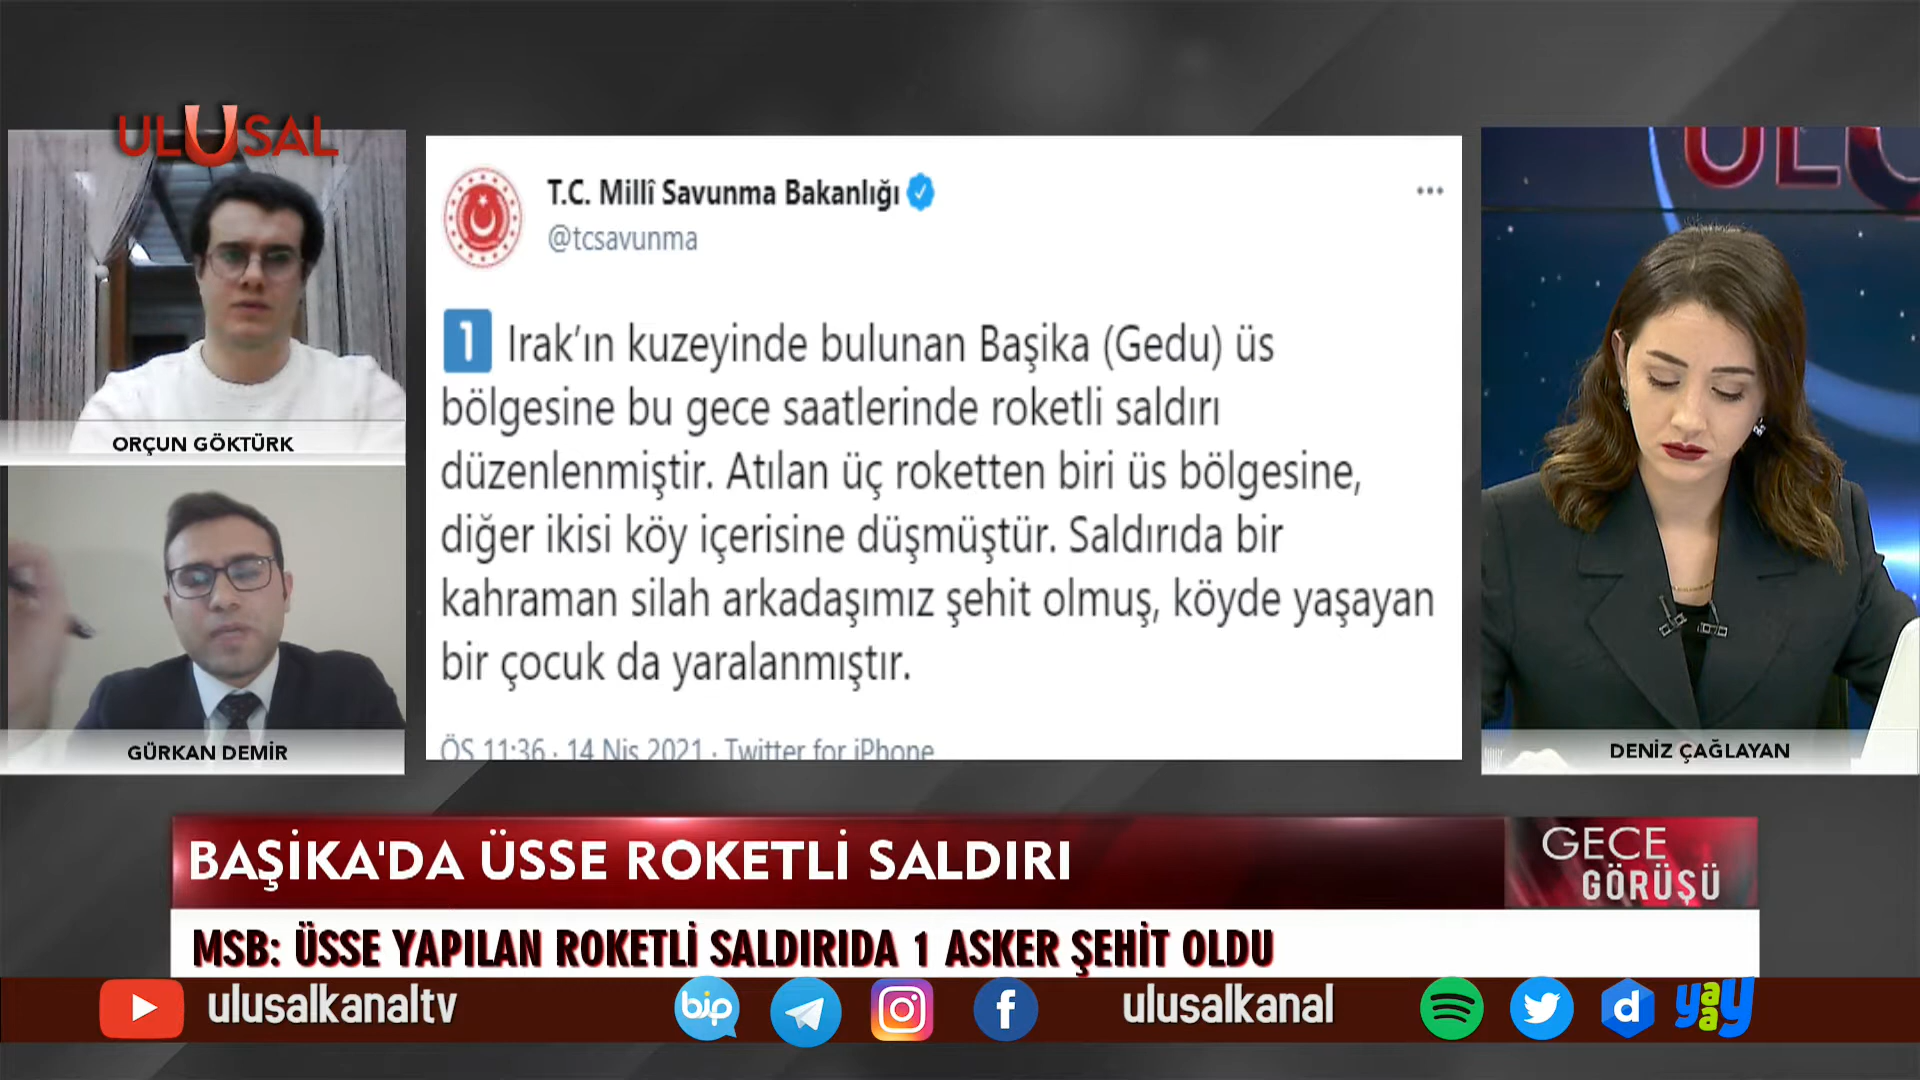 ULUSAL
UL
T.C. Millî Savunma Bakanlığı
@tcsavunma
1 Irak’ın kuzeyinde bulunan Başika (Gedu) üs
bölgesine bu gece saatlerinde roketli saldırı
düzenlenmiştir. Atılan üç roketten biri üs bölgesine,
diğer ikisi köy içerisine düşmüştür. Saldırıda bir
kahraman silah arkadaşımız şehit olmuş, köyde yaşayan
bir çocuk da yaralanmıştır.
ÖS 11:36 · 14 Nis 2021 · Twitter for iPhone
ORÇUN GÖKTÜRK
GÜRKAN DEMİR
DENİZ ÇAĞLAYAN
BAŞİKA'DA ÜSSE ROKETLİ SALDIRI
GECE
GÖRÜŞÜ
MSB: ÜSSE YAPILAN ROKETLİ SALDIRIDA 1 ASKER ŞEHİT OLDU
ulusalkanaltv
bip
ulusalkanal
d
yaay